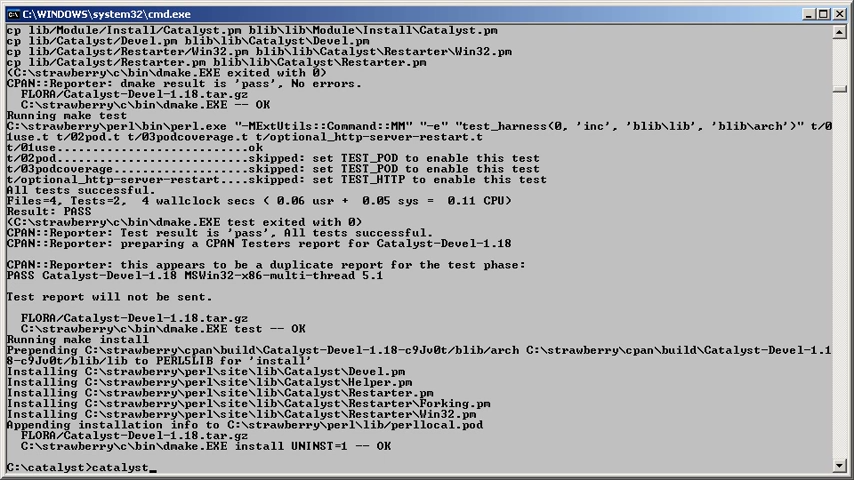 C:\WINDOWS\system32\cmd.exe
cp lib/Module/Install/Catalyst.pm blib\lib\Module\Install\Catalyst.pm
cp lib/Catalyst/Devel.pm blib\lib\Catalyst\Devel.pm
cp lib/Catalyst/Restarter/Win32.pm blib\lib\Catalyst\Restarter\Win32.pm
cp lib/Catalyst/Restarter.pm blib\lib\Catalyst\Restarter.pm
(C:\strawberry\c\bin\dmake.EXE exited with 0)
CPAN::Reporter: dmake result is 'pass', No errors.
FLORA/Catalyst-Devel-1.18.tar.gz
C:\strawberry\c\bin\dmake.EXE -- OK
Running make test
C:\strawberry\perl\bin\perl.exe "-MExtUtils::Command::MM" "-e" "test_harness(0, 'inc', 'blib\lib', 'blib\arch')" t/0
1use.t t/02pod.t t/03podcoverage.t t/optional_http-server-restart.t
t/01use..........................ok
t/02pod..........................skipped: set TEST_POD to enable this test
t/03podcoverage..................skipped: set TEST_POD to enable this test
t/optional_http-server-restart....skipped: set TEST_HTTP to enable this test
All tests successful.
Files=4, Tests=2,  4 wallclock secs ( 0.06 usr +  0.05 sys =  0.11 CPU)
Result: PASS
(C:\strawberry\c\bin\dmake.EXE test exited with 0)
CPAN::Reporter: Test result is 'pass', All tests successful.
CPAN::Reporter: preparing a CPAN Testers report for Catalyst-Devel-1.18
CPAN::Reporter: this appears to be a duplicate report for the test phase:
PASS Catalyst-Devel-1.18 MSWin32-x86-multi-thread 5.1
Test report will not be sent.
FLORA/Catalyst-Devel-1.18.tar.gz
C:\strawberry\c\bin\dmake.EXE test -- OK
Running make install
Prepending C:\strawberry\cpan\build\Catalyst-Devel-1.18-c9Jv0t/blib/arch C:\strawberry\cpan\build\Catalyst-Devel-1.1
8-c9Jv0t/blib/lib to PERL5LIB for 'install'
Installing C:\strawberry\perl\site\lib\Catalyst\Devel.pm
Installing C:\strawberry\perl\site\lib\Catalyst\Helper.pm
Installing C:\strawberry\perl\site\lib\Catalyst\Restarter.pm
Installing C:\strawberry\perl\site\lib\Catalyst\Restarter\Forking.pm
Installing C:\strawberry\perl\site\lib\Catalyst\Restarter\Win32.pm
Appending installation info to C:\strawberry\perl\lib/perllocal.pod
FLORA/Catalyst-Devel-1.18.tar.gz
C:\strawberry\c\bin\dmake.EXE install UNINST=1 -- OK
C:\catalyst>catalyst_